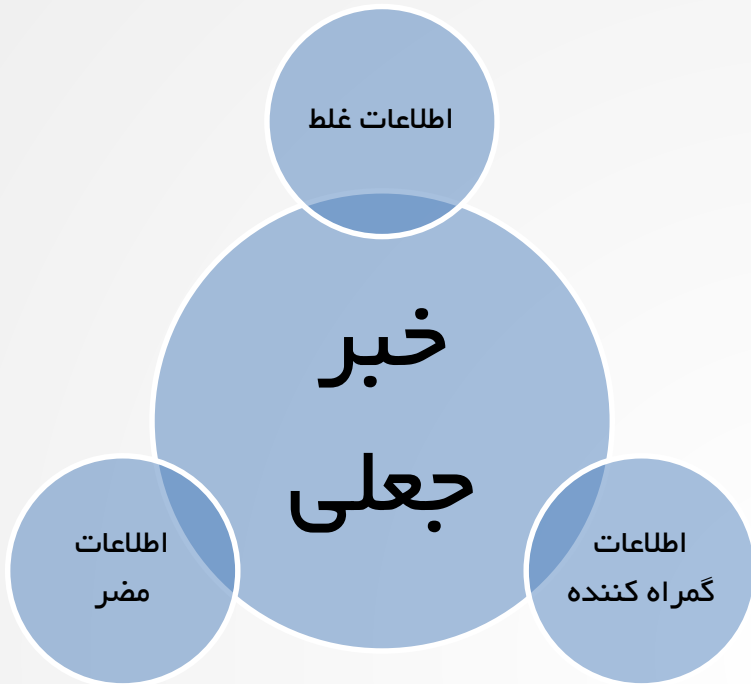 اطلاعات غلط
خبر
جعلی
اطلاعات
گمراه کننده
اطلاعات
مضر